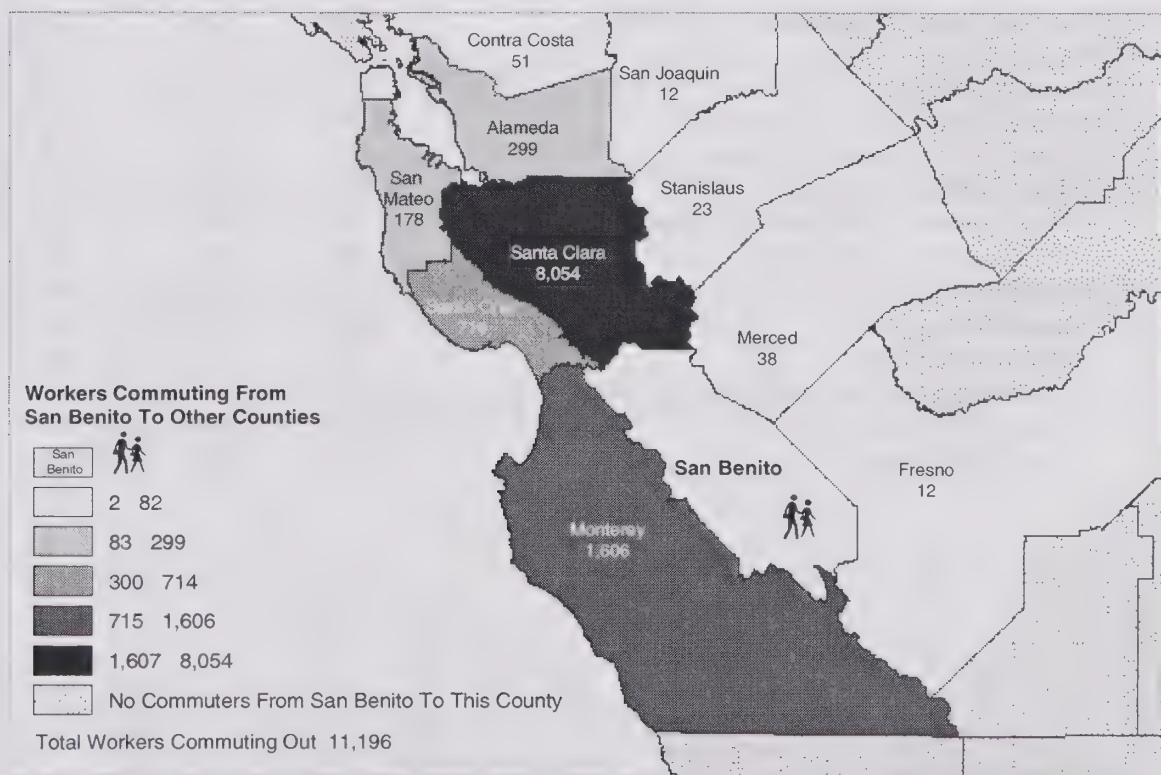 Contra Costa
51
San Joaquin
12
Alameda
299
San
Mateo
178
Stanislaus
23
Santa Clara
8,054
Merced
38
Workers Commuting From
San Benito To Other Counties
San
Benito
2 82
83 299
300 714
715 1,606
1,607 8,054
No Commuters From San Benito To This County
Total Workers Commuting Out 11,196
San Benito
Fresno
12
Monterey
1,606